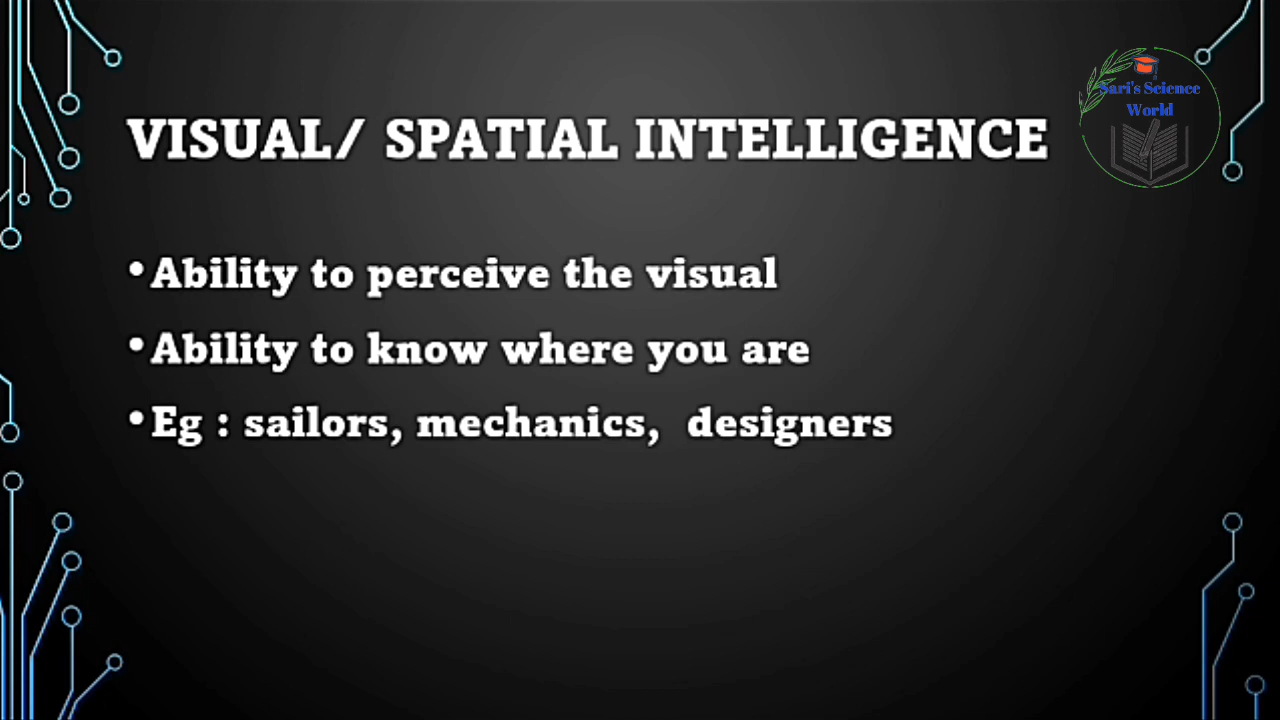 Sari's Science
World
VISUAL/ SPATIAL INTELLIGENCE
•Ability to perceive the visual
•Ability to know where you are
•Eg : sailors, mechanics,  designers